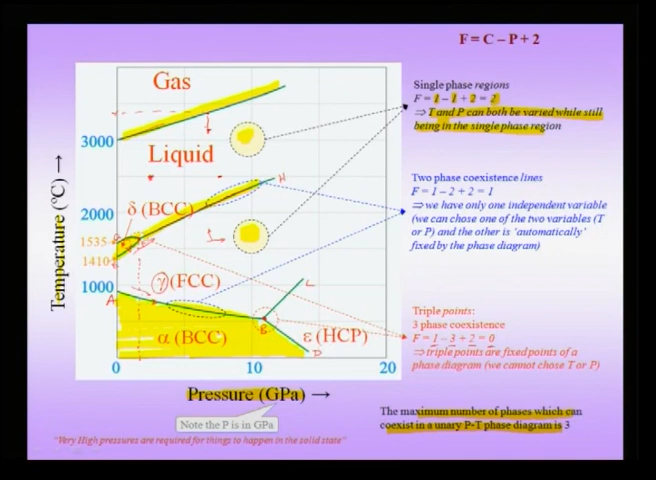 F = C – P + 2
Gas
Single phase regions
F = 1 – 1 + 2 = 2
⇒ T and P can both be varied while still
being in the single phase region
3000
Liquid
Two phase coexistence lines
F = 1 – 2 + 2 = 1
⇒ we have only one independent variable
(we can chose one of the two variables (T
or P) and the other is ‘automatically’
fixed by the phase diagram)
H
2000
δ (BCC)
1535
1410
Temperature (ºC) →
1000
γ (FCC)
A
L
Triple points:
3 phase coexistence
F = 1 – 3 + 2 = 0
⇒ triple points are fixed points of a
phase diagram (we cannot chose T or P)
B
α (BCC)
ε (HCP)
D
0
10
20
Pressure (GPa) →
Note the P is in GPa
The maximum number of phases which can
coexist in a unary P-T phase diagram is 3
“Very High pressures are required for things to happen in the solid state”